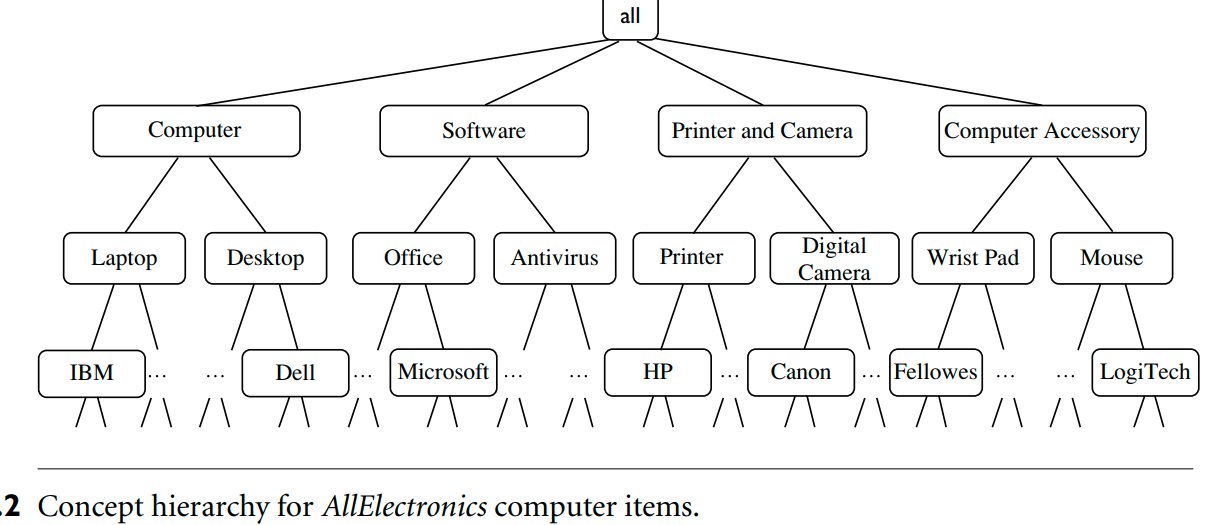 all
Computer
Software
Printer and Camera
Computer Accessory
Laptop
Desktop
Office
Antivirus
Printer
Digital
Camera
Wrist Pad
Mouse
IBM
...
...
Dell
...
Microsoft
...
...
HP
...
Canon
...
Fellowes
...
...
LogiTech
.2 Concept hierarchy for AllElectronics computer items.